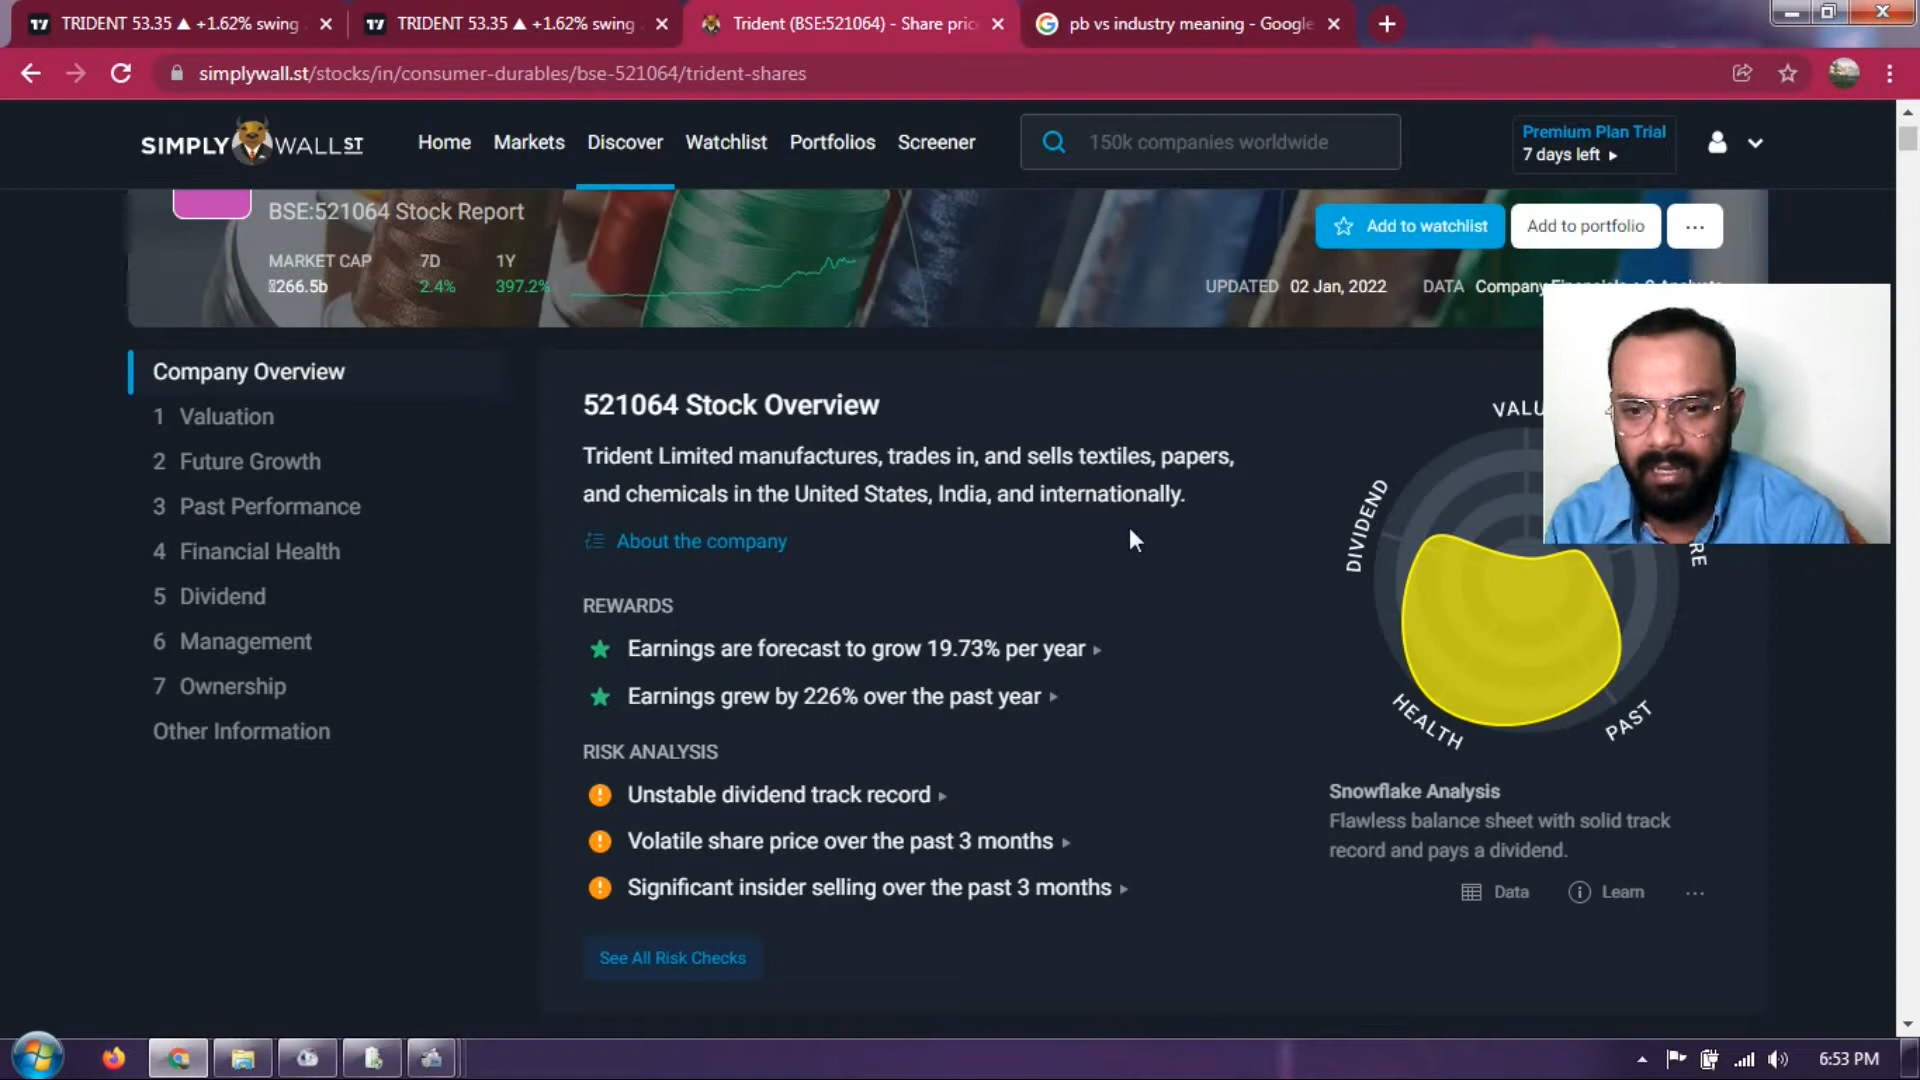 TRIDENT 53.35 ▲ +1.62% swing
TRIDENT 53.35 ▲ +1.62% swing
Trident (BSE:521064) - Share pric
pb vs industry meaning - Google
simplywall.st/stocks/in/consumer-durables/bse-521064/trident-shares
SIMPLY WALLST
Home
Markets
Discover
Watchlist
Portfolios
Screener
150k companies worldwide
Premium Plan Trial
7 days left ▸
BSE:521064 Stock Report
Add to watchlist
Add to portfolio
MARKET CAP
7D
1Y
266.5b
2.4%
397.2%
UPDATED 02 Jan, 2022
DATA Company
Company Overview
1 Valuation
2 Future Growth
3 Past Performance
4 Financial Health
5 Dividend
6 Management
7 Ownership
Other Information
521064 Stock Overview
Trident Limited manufactures, trades in, and sells textiles, papers,
and chemicals in the United States, India, and internationally.
About the company
REWARDS
Earnings are forecast to grow 19.73% per year
Earnings grew by 226% over the past year
RISK ANALYSIS
Unstable dividend track record
Volatile share price over the past 3 months
Significant insider selling over the past 3 months
See All Risk Checks
VALU
RE
PAST
HEALTH
DIVIDEND
Snowflake Analysis
Flawless balance sheet with solid track
record and pays a dividend.
Data
Learn
6:53 PM